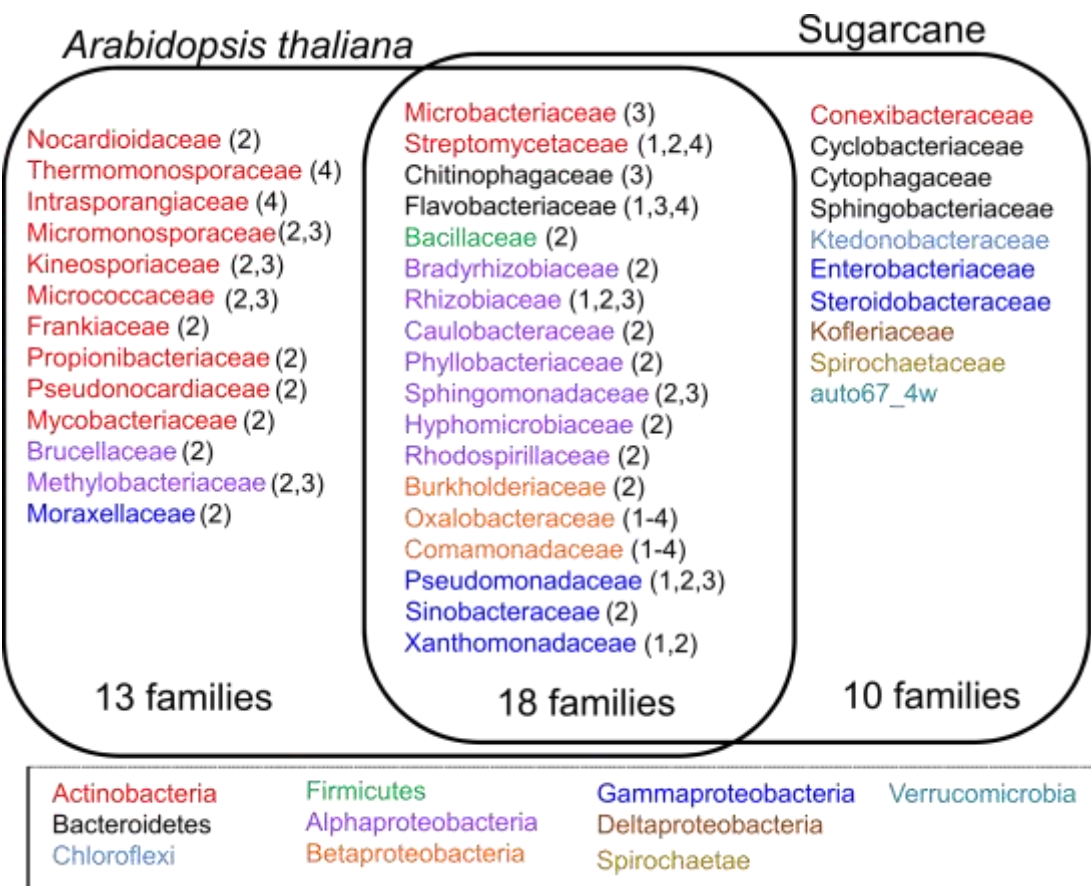 Arabidopsis thaliana
Sugarcane
Nocardioidaceae (2)
Thermomonosporaceae (4)
Intrasporangiaceae (4)
Micromonosporaceae(2,3)
Kineosporiaceae (2,3)
Micrococcaceae (2,3)
Frankiaceae (2)
Propionibacteriaceae (2)
Pseudonocardiaceae (2)
Mycobacteriaceae (2)
Brucellaceae (2)
Methylobacteriaceae (2,3)
Moraxellaceae (2)
13 families
Microbacteriaceae (3)
Streptomycetaceae (1,2,4)
Chitinophagaceae (3)
Flavobacteriaceae (1,3,4)
Bacillaceae (2)
Bradyrhizobiaceae (2)
Rhizobiaceae (1,2,3)
Caulobacteraceae (2)
Phyllobacteriaceae (2)
Sphingomonadaceae (2,3)
Hyphomicrobiaceae (2)
Rhodospirillaceae (2)
Burkholderiaceae (2)
Oxalobacteraceae (1-4)
Comamonadaceae (1-4)
Pseudomonadaceae (1,2,3)
Sinobacteraceae (2)
Xanthomonadaceae (1,2)
18 families
Conexibacteraceae
Cyclobacteriaceae
Cytophagaceae
Sphingobacteriaceae
Ktedonobacteraceae
Enterobacteriaceae
Steroidobacteraceae
Kofleriaceae
Spirochaetaceae
auto67_4w
10 families
Actinobacteria
Bacteroidetes
Chloroflexi
Firmicutes
Alphaproteobacteria
Betaproteobacteria
Gammaproteobacteria
Deltaproteobacteria
Spirochaetae
Verrucomicrobia